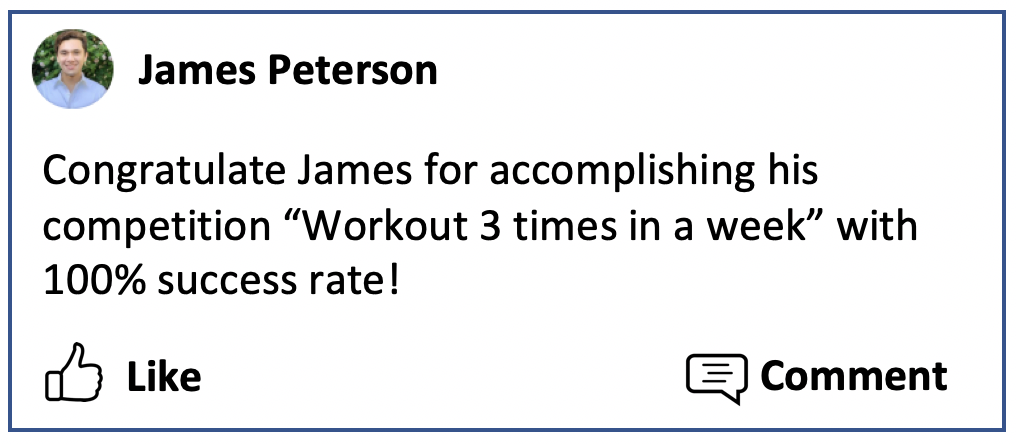 James Peterson
Congratulate James for accomplishing his
competition “Workout 3 times in a week” with
100% success rate!
Like
Comment